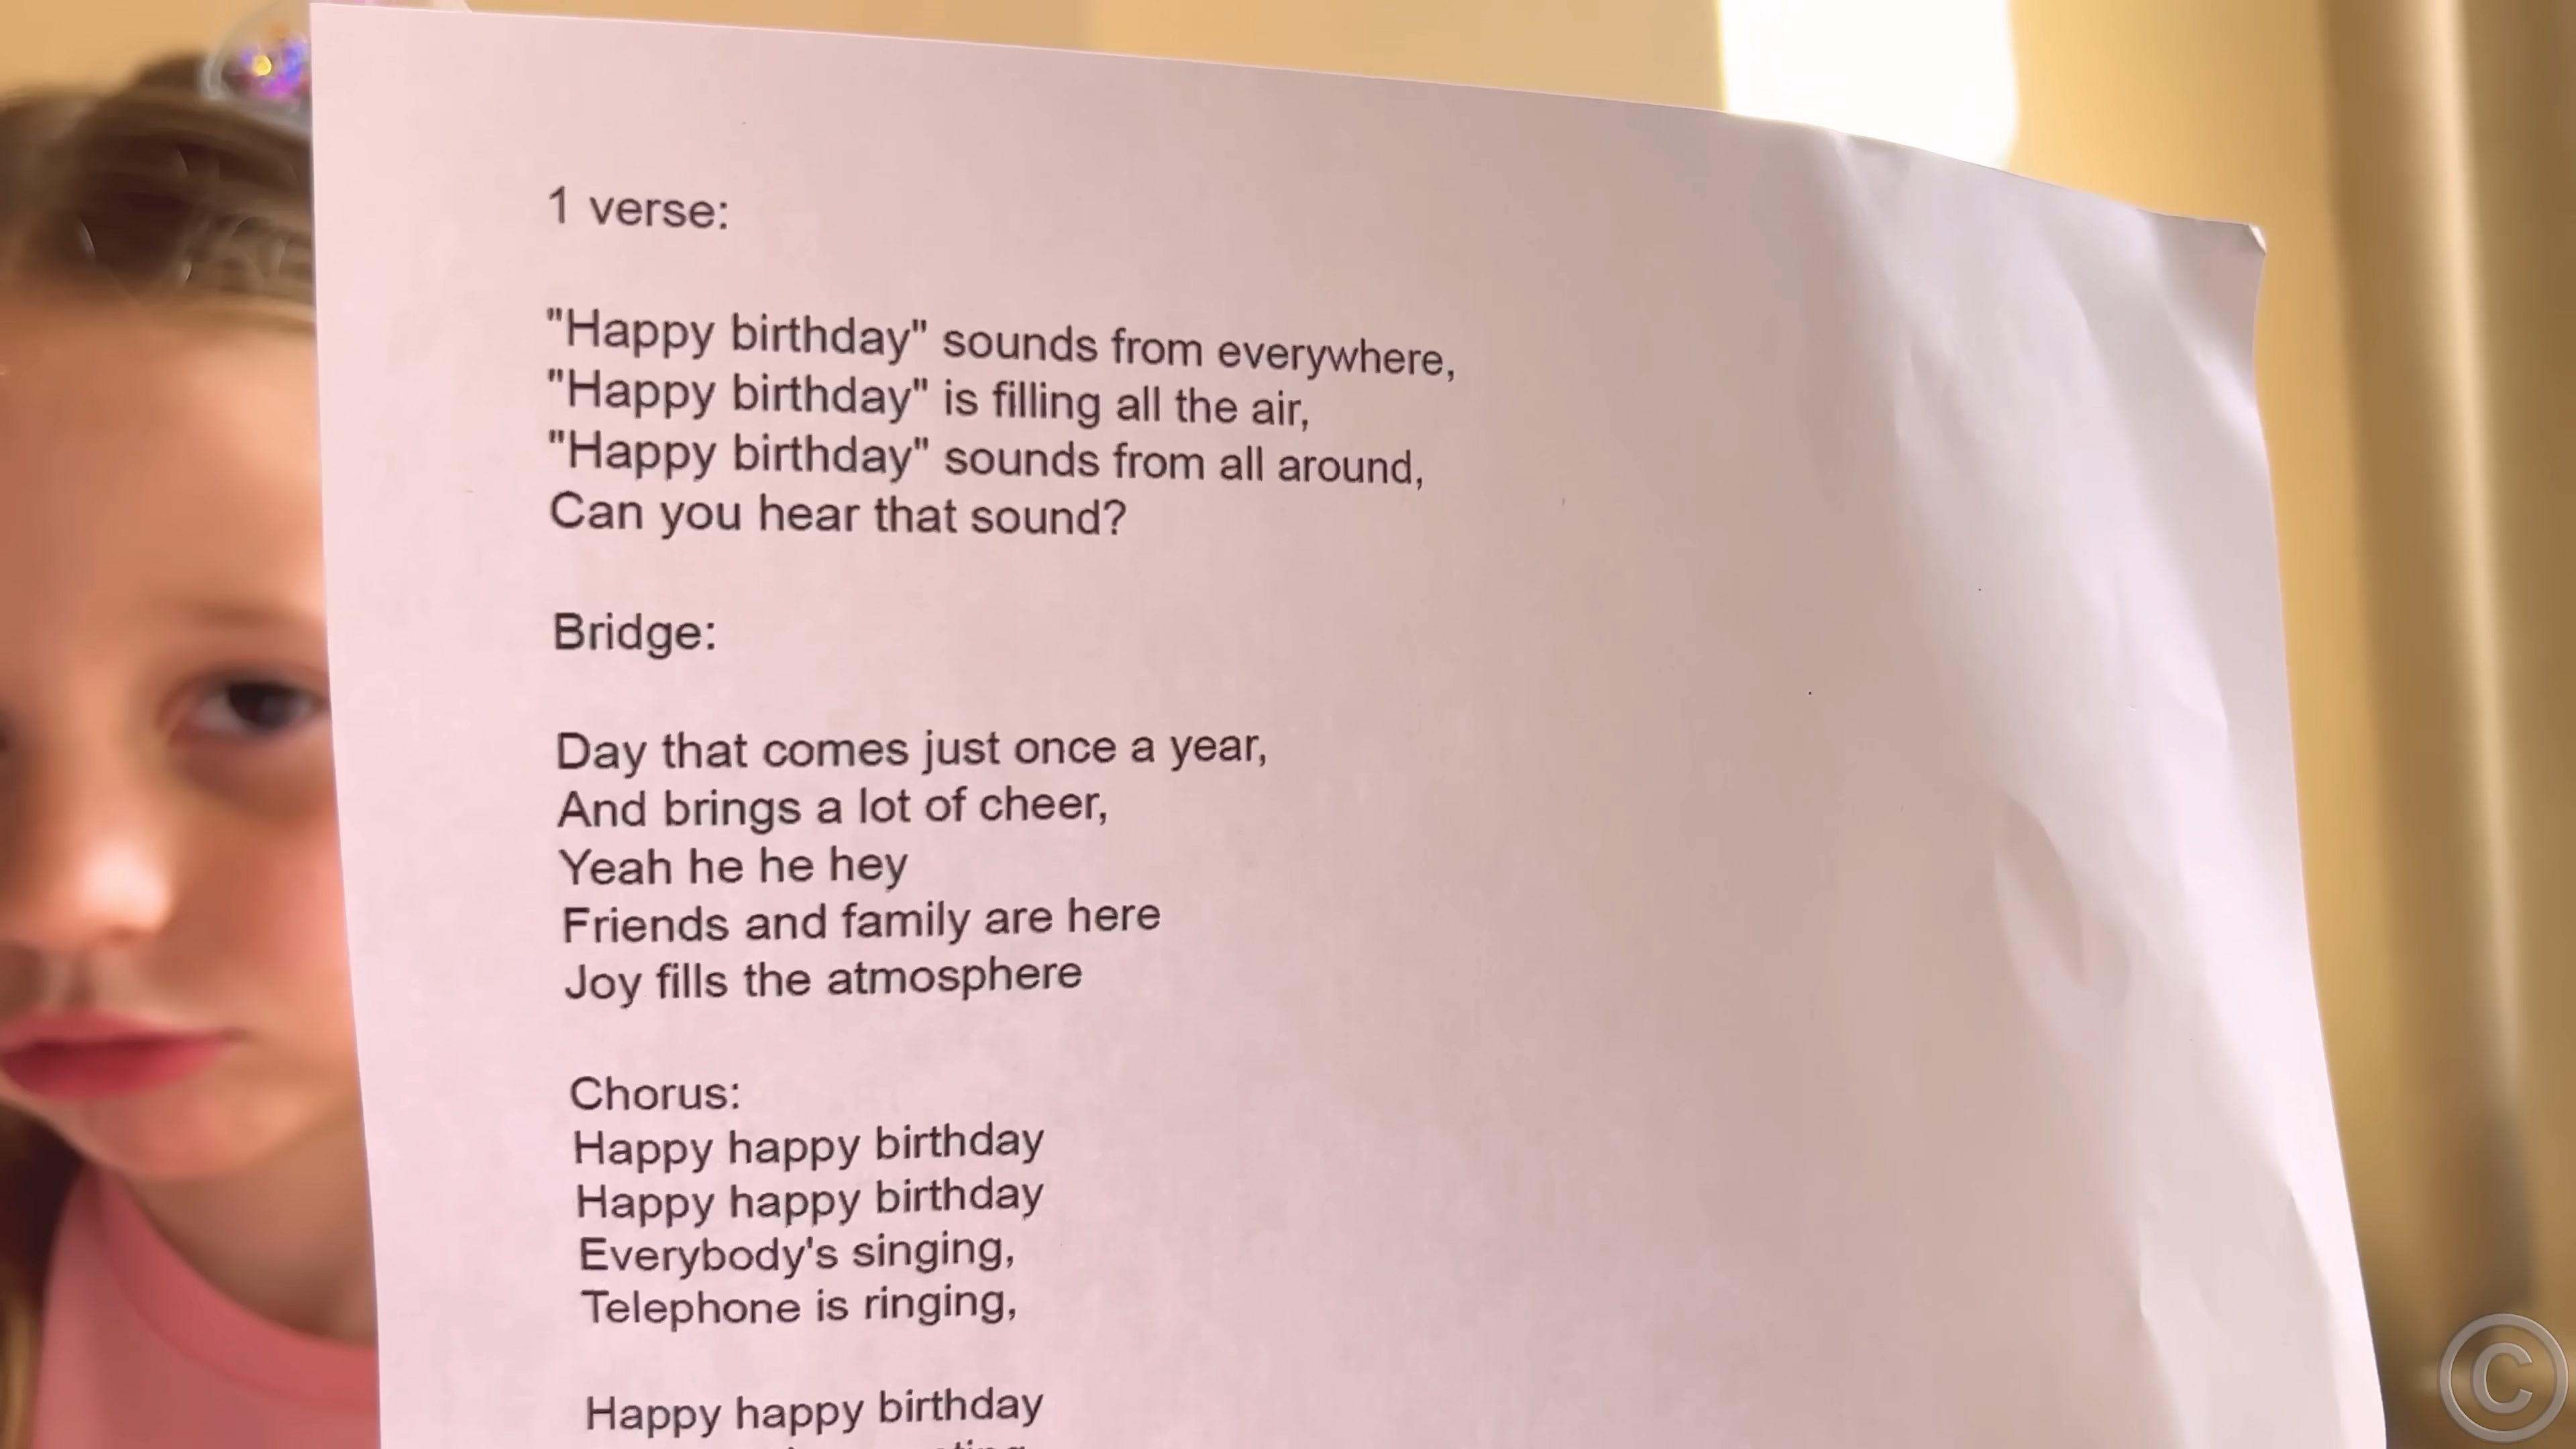 1 verse:
"Happy birthday" sounds from everywhere,
"Happy birthday" is filling all the air,
"Happy birthday" sounds from all around,
Can you hear that sound?
Bridge:
Day that comes just once a year,
And brings a lot of cheer,
Yeah he he hey
Friends and family are here
Joy fills the atmosphere
Chorus:
Happy happy birthday
Happy happy birthday
Everybody's singing,
Telephone is ringing,
Happy happy birthday
©